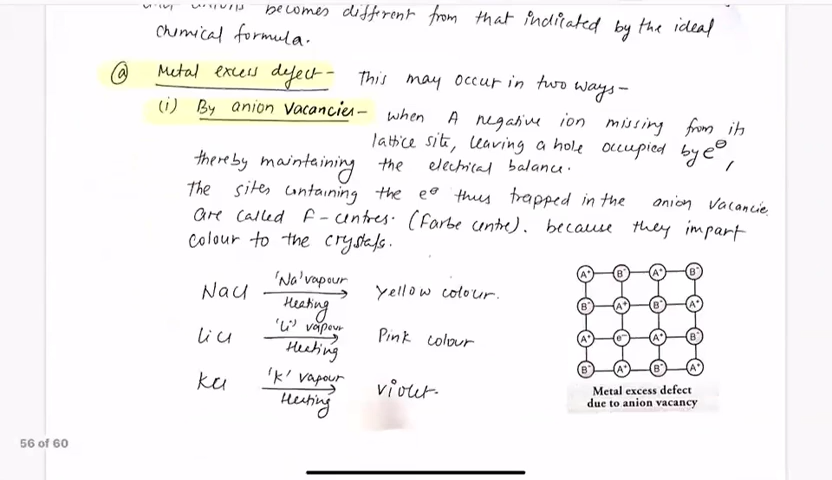 becomes different from that indicated by the ideal
chemical formula.
ⓐ Metal excess defect- This may occur in two ways-
(i) By anion vacancies- when A negative ion missing from its
lattice site, leaving a hole occupied by e⊖,
thereby maintaining the electrical balance.
The sites containing the e⊖ thus trapped in the anion vacancie
are called F-centres. (Farbe centre). because they impart
colour to the crystals.
NaCl 'Na' vapour Heating → Yellow colour.
LiCl 'Li' vapour Heating → Pink colour
KCl 'K' vapour Heating → violet.
A⁺ B⁻ A⁺ B⁻
B⁻ A⁺ B⁻ A⁺
A⁺ e⁻ A⁺ B⁻
B⁻ A⁺ B⁻ A⁺
Metal excess defect
due to anion vacancy
56 of 60